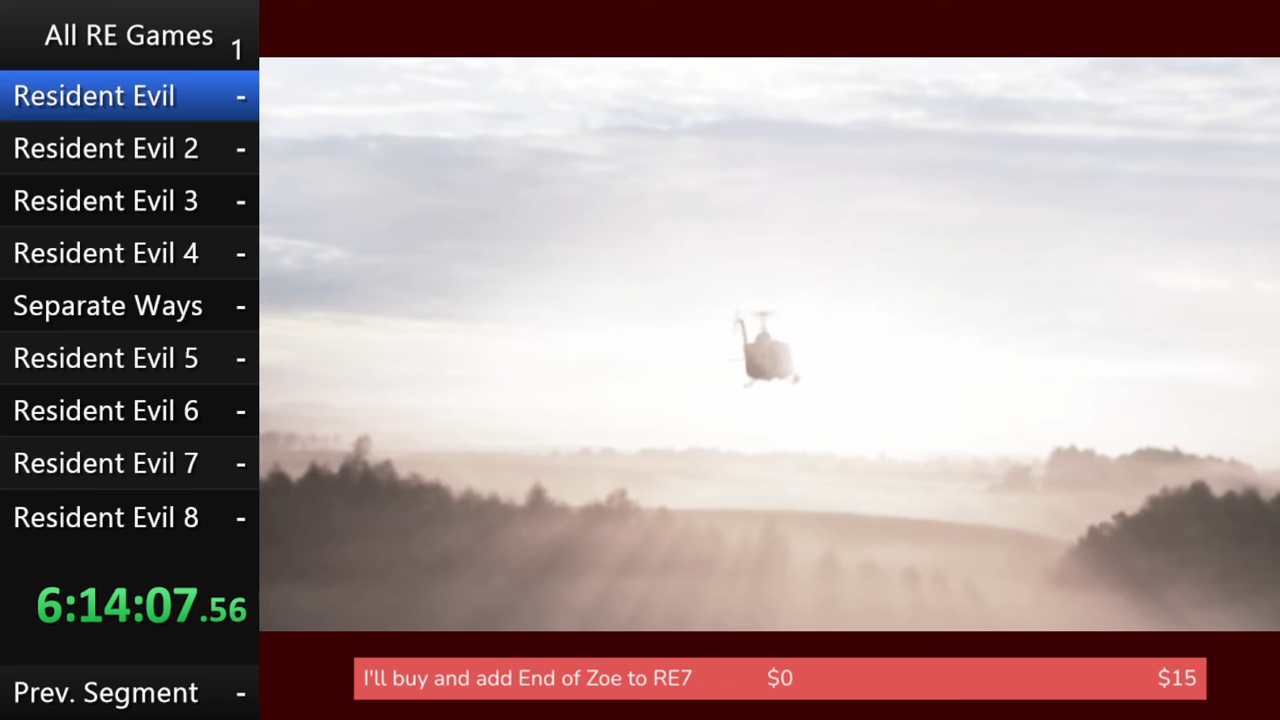 All RE Games
1
Resident Evil -
Resident Evil 2 -
Resident Evil 3 -
Resident Evil 4 -
Separate Ways -
Resident Evil 5 -
Resident Evil 6 -
Resident Evil 7 -
Resident Evil 8 -
6:14:07.56
Prev. Segment -
I'll buy and add End of Zoe to RE7 $0 $15